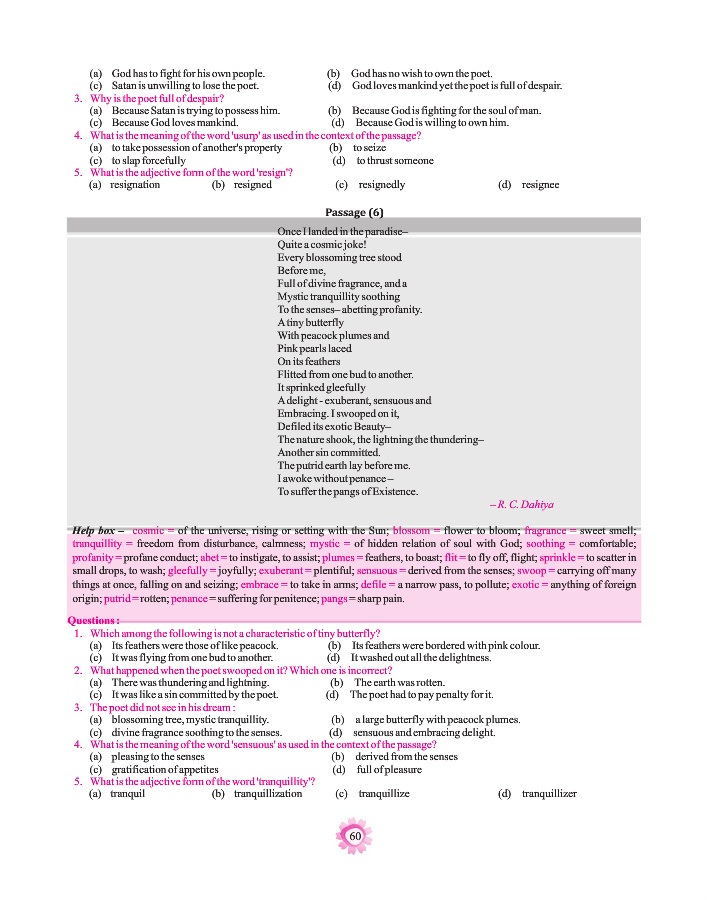 (a) God has to fight for his own people. (b) God has no wish to own the poet.
(c) Satan is unwilling to lose the poet. (d) God loves mankind yet the poet is full of despair.
3. Why is the poet full of despair?
(a) Because Satan is trying to possess him. (b) Because God is fighting for the soul of man.
(c) Because God loves mankind. (d) Because God is willing to own him.
4. What is the meaning of the word 'usurp' as used in the context of the passage?
(a) to take possession of another's property (b) to seize
(c) to slap forcefully (d) to thrust someone
5. What is the adjective form of the word 'resign'?
(a) resignation (b) resigned (c) resignedly (d) resignee
Passage (6)
Once I landed in the paradise–
Quite a cosmic joke!
Every blossoming tree stood
Before me,
Full of divine fragrance, and a
Mystic tranquillity soothing
To the senses– abetting profanity.
A tiny butterfly
With peacock plumes and
Pink pearls laced
On its feathers
Flitted from one bud to another.
It sprinked gleefully
A delight - exuberant, sensuous and
Embracing. I swooped on it,
Defiled its exotic Beauty–
The nature shook, the lightning the thundering–
Another sin committed.
The putrid earth lay before me.
I awoke without penance –
To suffer the pangs of Existence.
– R. C. Dahiya
Help box – cosmic = of the universe, rising or setting with the Sun; blossom = flower to bloom; fragrance = sweet smell;
tranquillity = freedom from disturbance, calmness; mystic = of hidden relation of soul with God; soothing = comfortable;
profanity = profane conduct; abet = to instigate, to assist; plumes = feathers, to boast; flit = to fly off, flight; sprinkle = to scatter in
small drops, to wash; gleefully = joyfully; exuberant = plentiful; sensuous = derived from the senses; swoop = carrying off many
things at once, falling on and seizing; embrace = to take in arms; defile = a narrow pass, to pollute; exotic = anything of foreign
origin; putrid = rotten; penance = suffering for penitence; pangs = sharp pain.
Questions :
1. Which among the following is not a characteristic of tiny butterfly?
(a) Its feathers were those of like peacock. (b) Its feathers were bordered with pink colour.
(c) It was flying from one bud to another. (d) It washed out all the delightness.
2. What happened when the poet swooped on it? Which one is incorrect?
(a) There was thundering and lightning. (b) The earth was rotten.
(c) It was like a sin committed by the poet. (d) The poet had to pay penalty for it.
3. The poet did not see in his dream :
(a) blossoming tree, mystic tranquility. (b) a large butterfly with peacock plumes.
(c) divine fragrance soothing to the senses. (d) sensuous and embracing delight.
4. What is the meaning of the word 'sensuous' as used in the context of the passage?
(a) pleasing to the senses (b) derived from the senses
(c) gratification of appetites (d) full of pleasure
5. What is the adjective form of the word 'tranquillity'?
(a) tranquil (b) tranquillization (c) tranquillize (d) tranquillizer
60